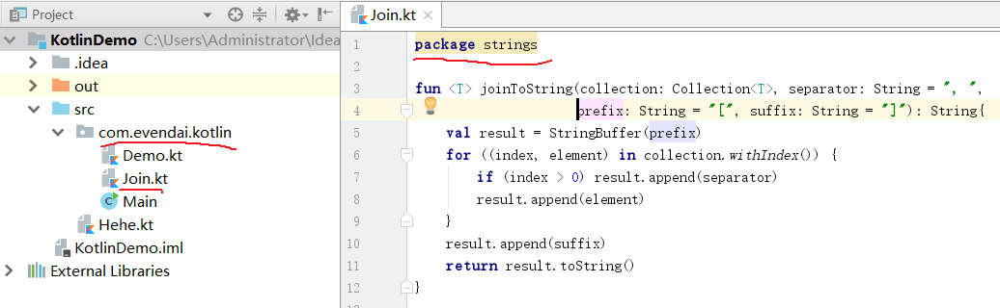 Project
KotlinDemo C:\Users\Administrator\Idea
.idea
out
src
com.evendai.kotlin
Demo.kt
Join.kt
Main
Hehe.kt
KotlinDemo.iml
External Libraries
Join.kt
1 package strings
2
3 fun <T> joinToString(collection: Collection<T>, separator: String = ", ",
4 prefix: String = "[", suffix: String = "]"): String{
5 val result = StringBuffer(prefix)
6 for ((index, element) in collection.withIndex()) {
7 if (index > 0) result.append(separator)
8 result.append(element)
9 }
10 result.append(suffix)
11 return result.toString()
12 }